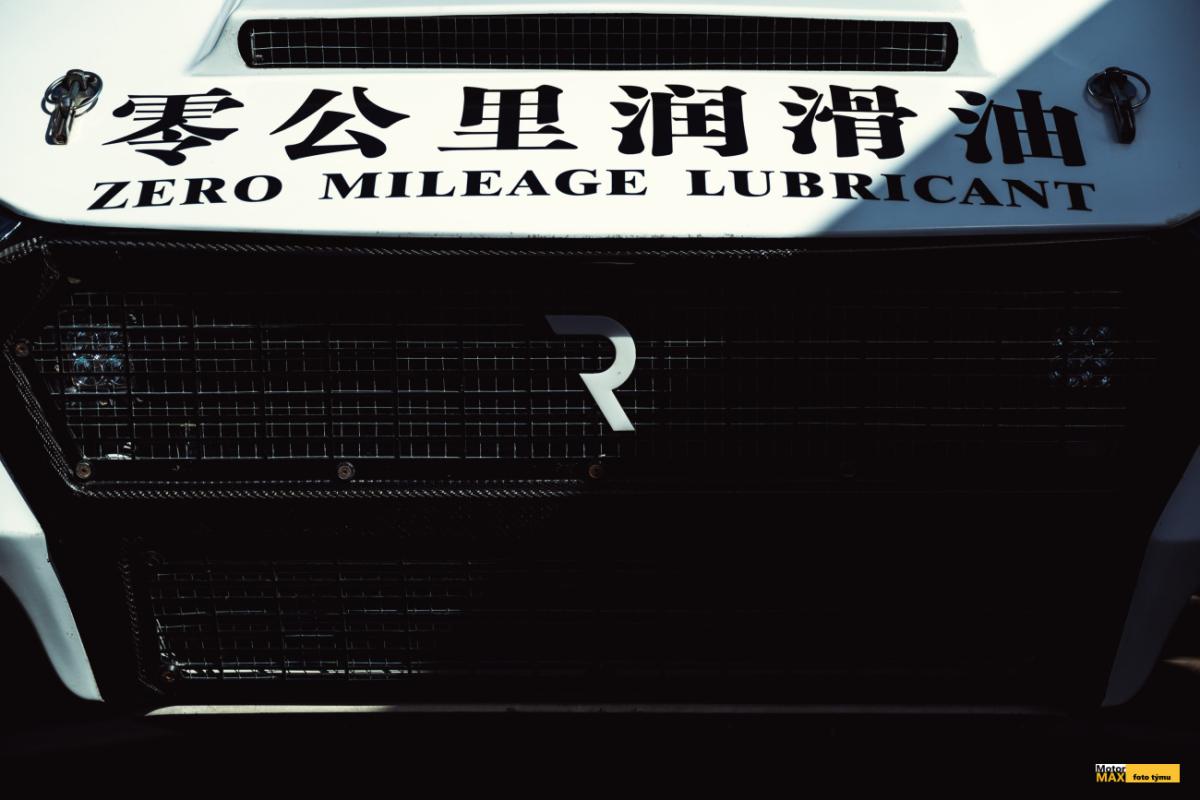 零公里润滑油
ZERO MILEAGE LUBRICANT
R
Motor
MAX foto týmu